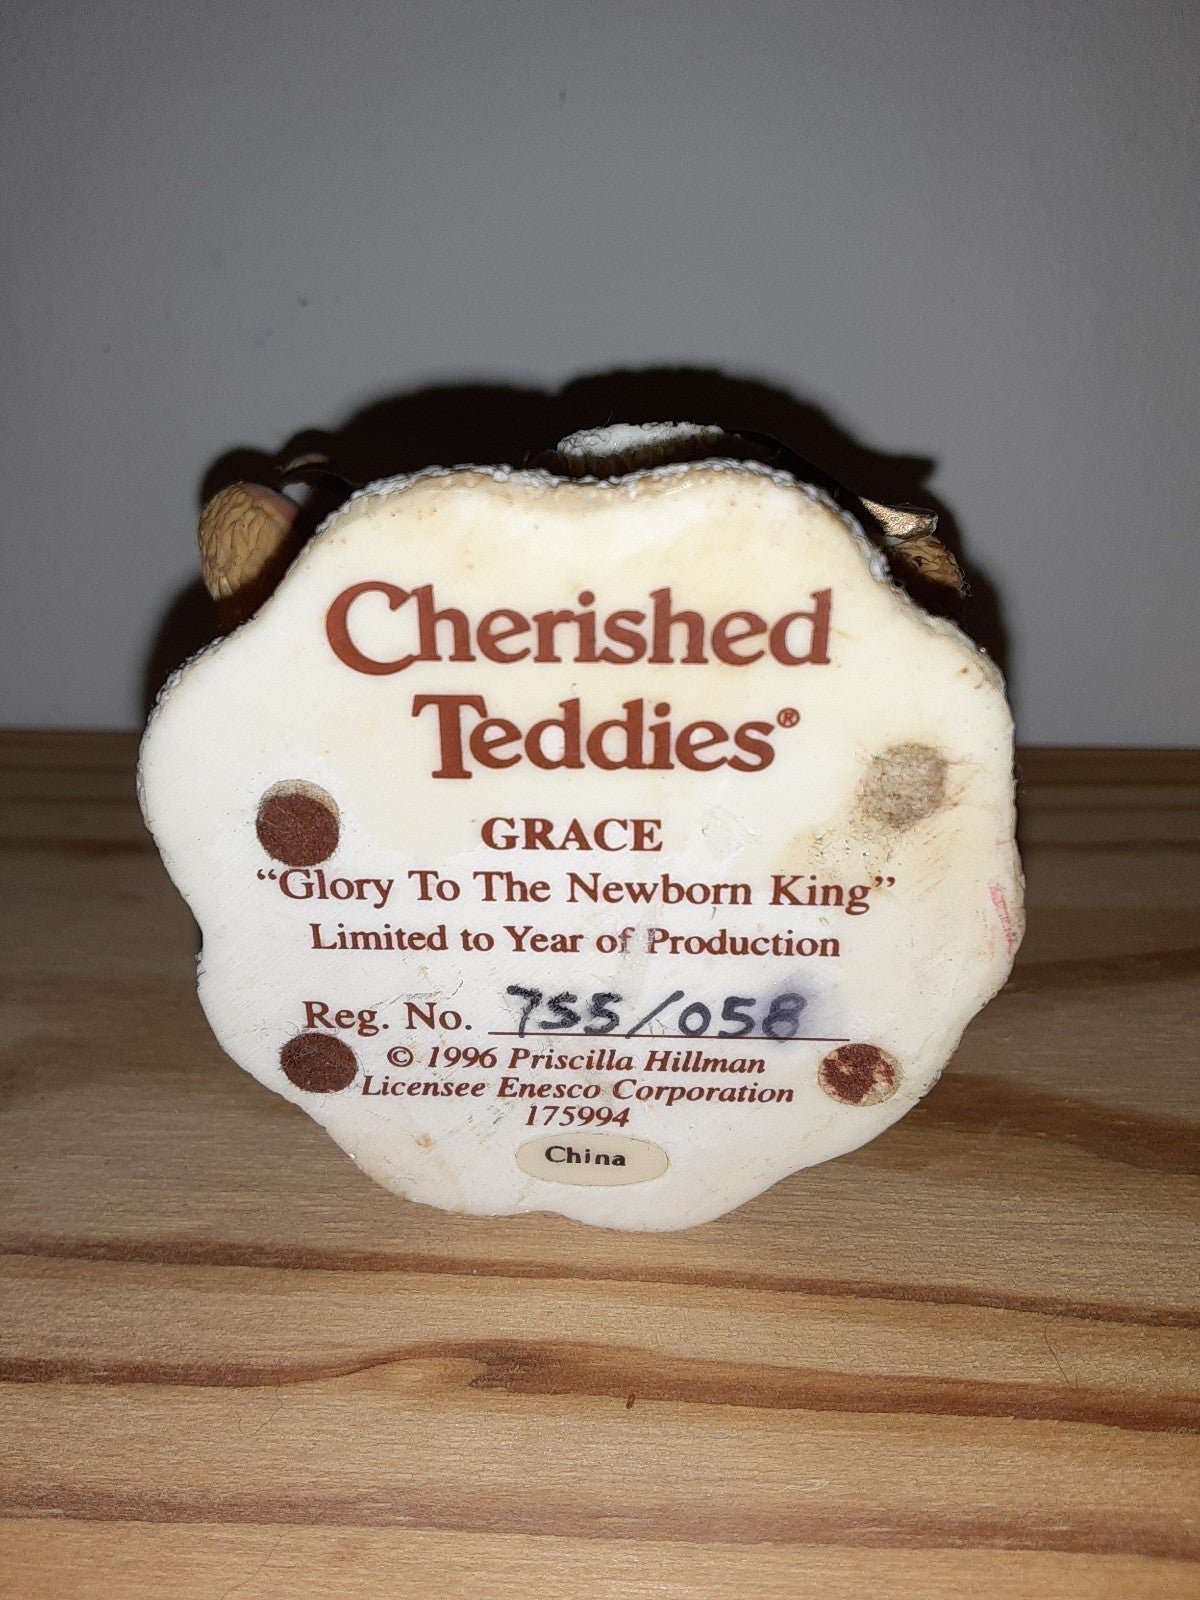 Cherished
Teddies®
GRACE
“Glory To The Newborn King”
Limited to Year of Production
Reg. No. 755/058
© 1996 Priscilla Hillman
Licensee Enesco Corporation
175994
China